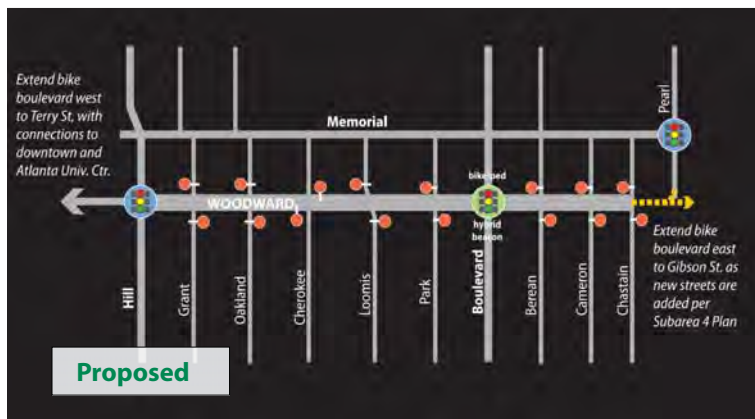 Extend bike
boulevard west
to Terry St, with
connections to
downtown and
Atlanta Univ. Ctr.
Pearl
Memorial
bike/ped
WOODWARD
hybrid
beacon
Extend bike
boulevard east
to Gibson St. as
new streets are
added per
Subarea 4 Plan
Hill
Grant
Oakland
Cherokee
Loomis
Park
Boulevard
Berean
Cameron
Chastain
Proposed